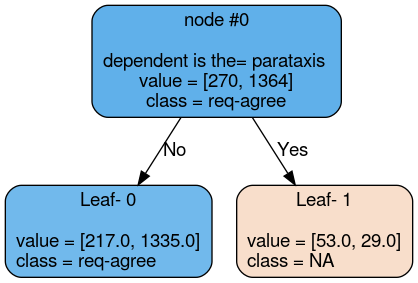 node #0
dependent is the= parataxis
value = [270, 1364]
class = req-agree
No
Yes
Leaf- 0
value = [217.0, 1335.0]
class = req-agree
Leaf- 1
value = [53.0, 29.0]
class = NA